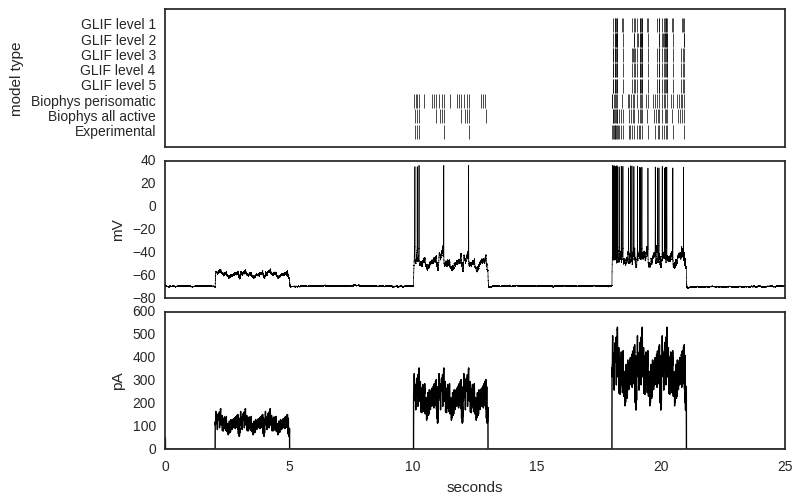 model type
GLIF level 1
GLIF level 2
GLIF level 3
GLIF level 4
GLIF level 5
Biophys perisomatic
Biophys all active
Experimental
mV
40
20
0
−20
−40
−60
−80
pA
600
500
400
300
200
100
0
0 5 10 15 20 25
seconds